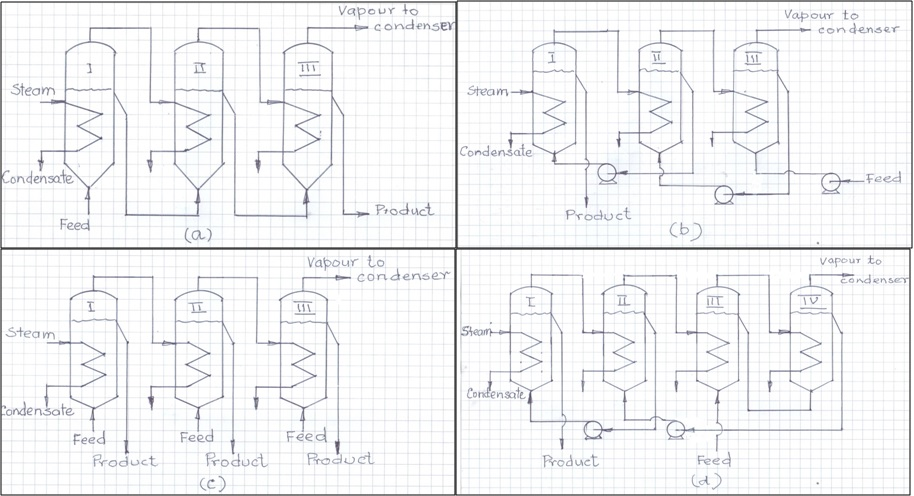 Vapour to
condenser
I
II
III
Steam
Condensate
Feed
Product
(a)
Vapour to
condenser
I
II
III
Steam
Condensate
Feed
Product
(b)
Vapour to
condenser
I
II
III
Steam
Condensate
Feed
Feed
Feed
Product
Product
Product
(c)
Vapour to
condenser
I
II
III
IV
Steam
Condensate
Product
Feed
(d)